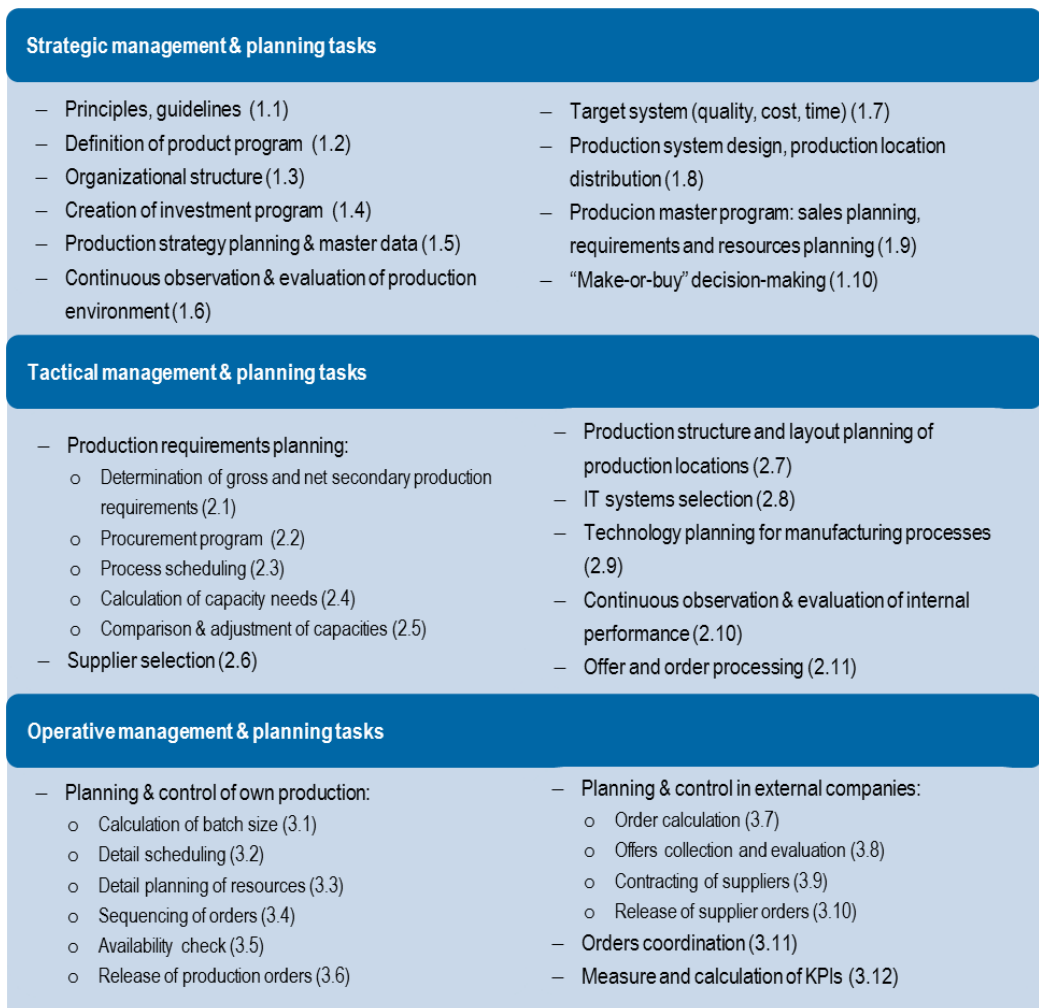 Strategic management & planning tasks
– Principles, guidelines (1.1)
– Definition of product program (1.2)
– Organizational structure (1.3)
– Creation of investment program (1.4)
– Production strategy planning & master data (1.5)
– Continuous observation & evaluation of production
environment (1.6)
– Target system (quality, cost, time) (1.7)
– Production system design, production location
distribution (1.8)
– Producion master program: sales planning,
requirements and resources planning (1.9)
– “Make-or-buy” decision-making (1.10)
Tactical management & planning tasks
– Production requirements planning:
o Determination of gross and net secondary production
requirements (2.1)
o Procurement program (2.2)
o Process scheduling (2.3)
o Calculation of capacity needs (2.4)
o Comparison & adjustment of capacities (2.5)
– Supplier selection (2.6)
– Production structure and layout planning of
production locations (2.7)
– IT systems selection (2.8)
– Technology planning for manufacturing processes
(2.9)
– Continuous observation & evaluation of internal
performance (2.10)
– Offer and order processing (2.11)
Operative management & planning tasks
– Planning & control of own production:
o Calculation of batch size (3.1)
o Detail scheduling (3.2)
o Detail planning of resources (3.3)
o Sequencing of orders (3.4)
o Availability check (3.5)
o Release of production orders (3.6)
– Planning & control in external companies:
o Order calculation (3.7)
o Offers collection and evaluation (3.8)
o Contracting of suppliers (3.9)
o Release of supplier orders (3.10)
– Orders coordination (3.11)
– Measure and calculation of KPIs (3.12)